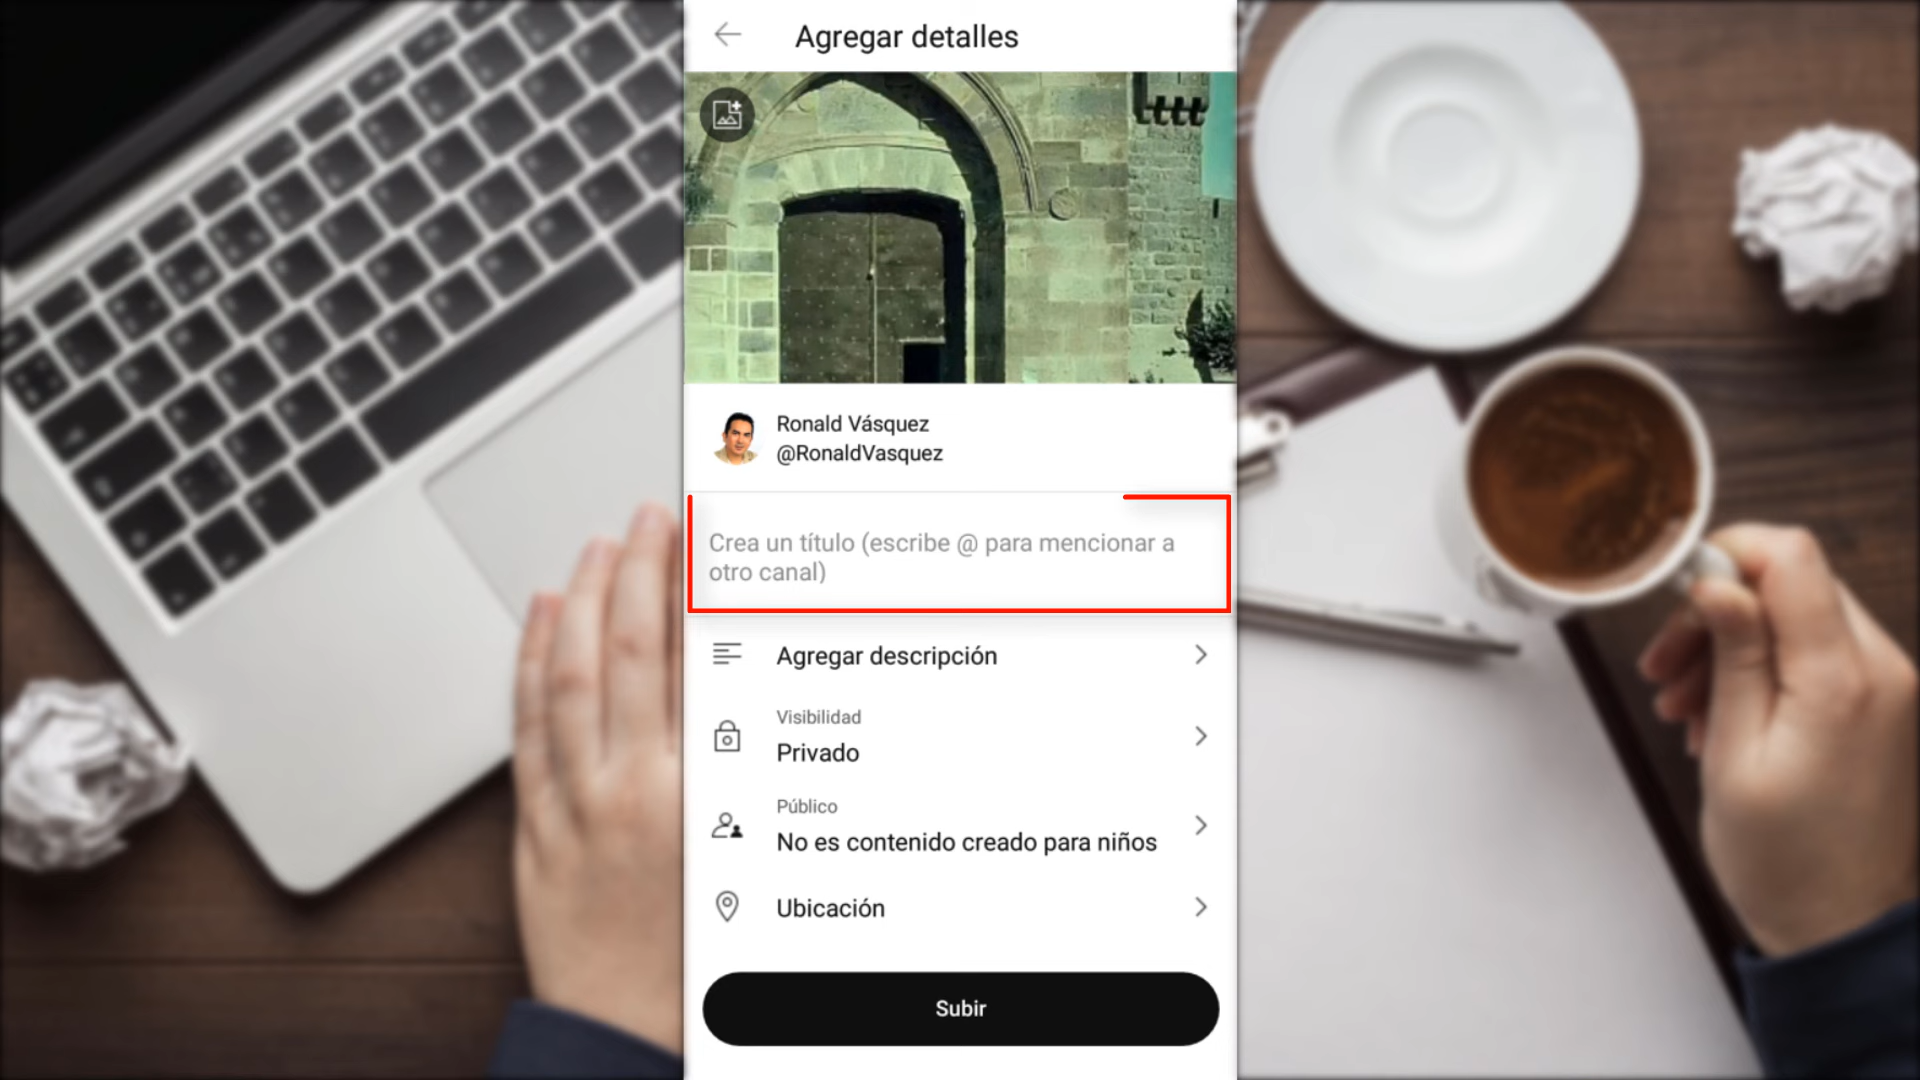 Agregar detalles
Ronald Vásquez
@RonaldVasquez
Crea un título (escribe @ para mencionar a
otro canal)
Agregar descripción
Visibilidad
Privado
Público
No es contenido creado para niños
Ubicación
Subir